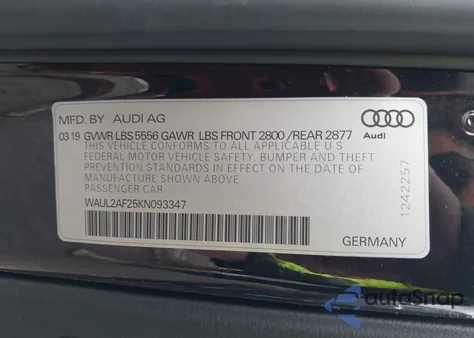 MFD. BY AUDI AG
03 19 GVWR LBS 5556 GAWR LBS FRONT 2800 /REAR 2877
THIS VEHICLE CONFORMS TO ALL APPLICABLE U S
FEDERAL MOTOR VEHICLE SAFETY, BUMPER AND THEFT
PREVENTION STANDARDS IN EFFECT ON THE DATE OF
MANUFACTURE SHOWN ABOVE.
PASSENGER CAR
WAUL2AF25KN093347
Audi
1242257
GERMANY
autoSnap